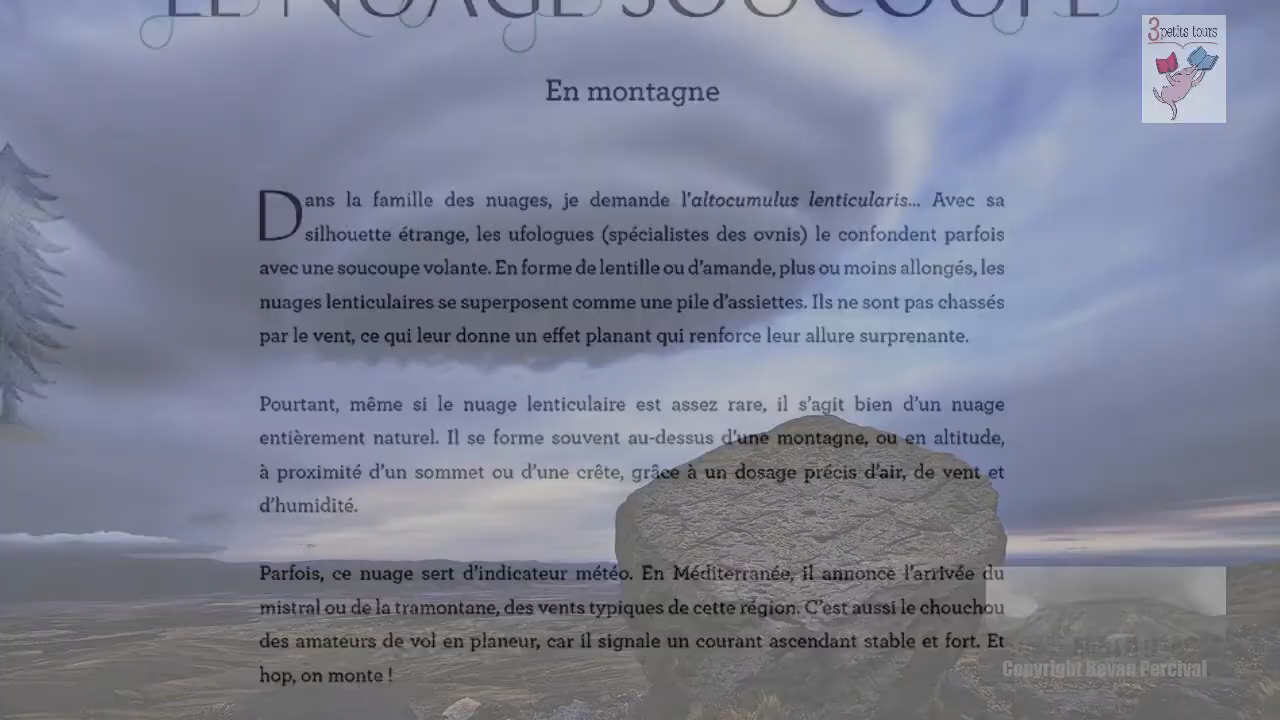 LE NUAGE SOUCOUPE
3 petits tours
En montagne
Dans la famille des nuages, je demande l'altocumulus lenticularis... Avec sa
silhouette étrange, les ufologues (spécialistes des ovnis) le confondent parfois
avec une soucoupe volante. En forme de lentille ou d'amande, plus ou moins allongés, les
nuages lenticulaires se superposent comme une pile d'assiettes. Ils ne sont pas chassés
par le vent, ce qui leur donne un effet planant qui renforce leur allure surprenante.
Pourtant, même si le nuage lenticulaire est assez rare, il s'agit bien d'un nuage
entièrement naturel. Il se forme souvent au-dessus d'une montagne, ou en altitude,
à proximité d'un sommet ou d'une crête, grâce à un dosage précis d'air, de vent et
d'humidité.
Parfois, ce nuage sert d'indicateur météo. En Méditerranée, il annonce l'arrivée du
mistral ou de la tramontane, des vents typiques de cette région. C'est aussi le chouchou
des amateurs de vol en planeur, car il signale un courant ascendant stable et fort. Et
hop, on monte !
Copyright Bevan Percival